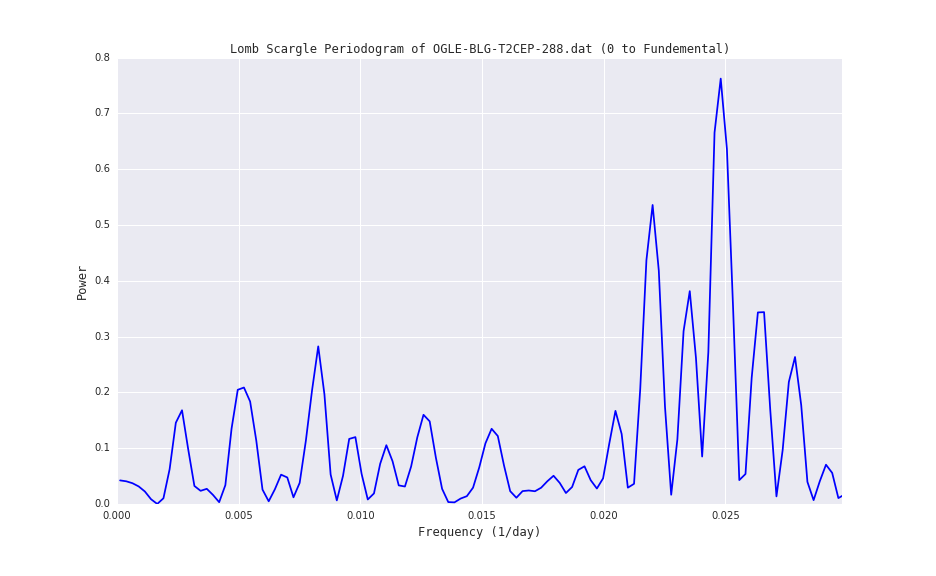 Lomb Scargle Periodogram of OGLE-BLG-T2CEP-288.dat (0 to Fundemental)
0.8
0.7
0.6
0.5
0.4
0.3
0.2
0.1
0.0
Power
0.000 0.005 0.010 0.015 0.020 0.025
Frequency (1/day)